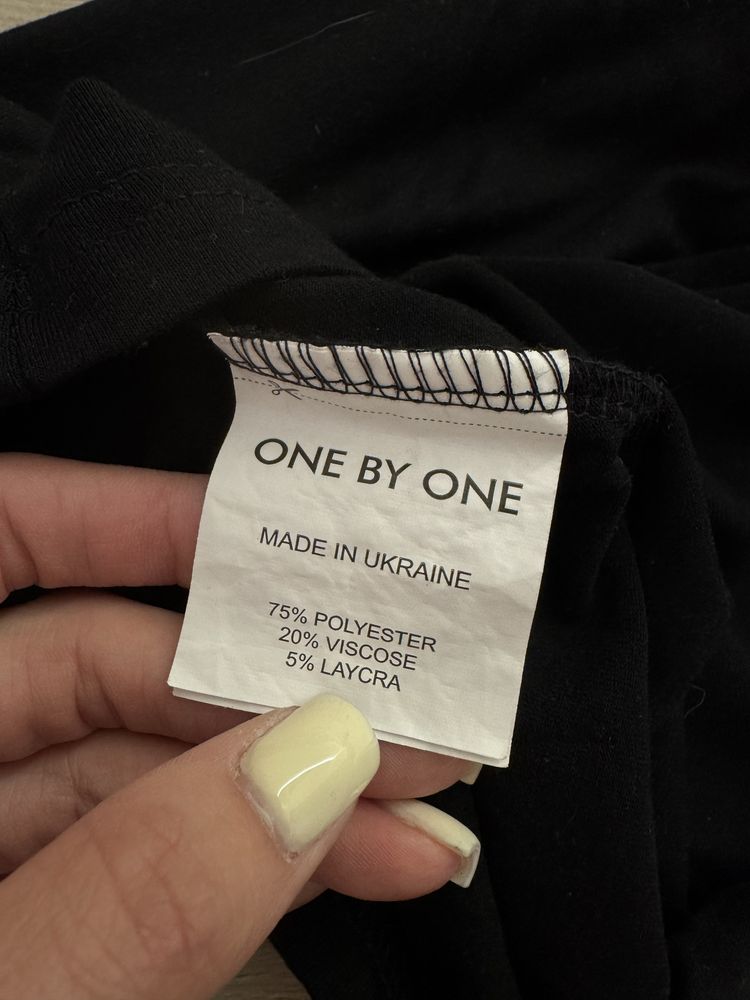 ONE BY ONE
MADE IN UKRAINE
75% POLYESTER
20% VISCOSE
5% LAYCRA